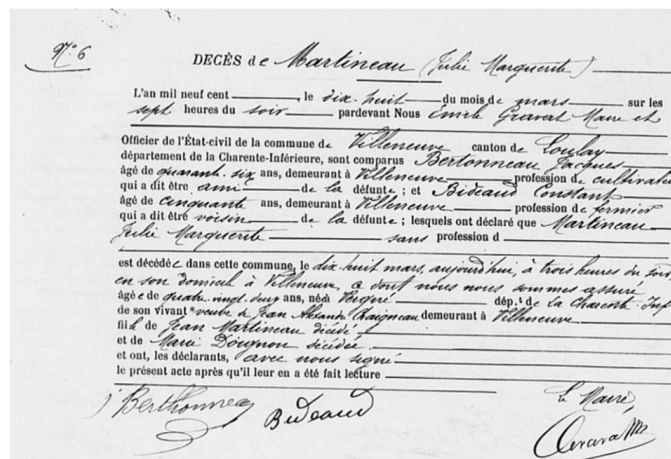 N° 6
DECÈS de Martineau (Julie Marguerite)
L'an mil neuf cent, le dix-huit du mois de mars sur les
sept heures du soir pardevant Nous Emile Gravat Maire et
Officier de l'État-civil de la commune de Villeneuve canton de Loulay
département de la Charente-Inférieure, sont comparus Bertonneau Jacques
âgé de quarante six ans, demeurant à Villeneuve profession de cultivateur
qui a dit être ami de la défunte ; et Bideaud Constant
âgé de cinquante ans, demeurant à Villeneuve profession de fermier
qui a dit voisin de la défunte ; lesquels ont déclaré que Martineau
Julie Marguerite sans profession d
est décédée dans cette commune, le dix huit mars, aujourd'hui, à trois heures du soir,
en son domicile à Villeneuve, a dont nous nous sommes assuré
âgée de quatre vingt deux ans, née à dép.t de la Charente Infre
de son vivant veuve de Jean demeurant à Villeneuve
fille de Jean Martineau décédé
et de Marie Dougnon décédée
et ont, les déclarants, avec nous signé
le présent acte après qu'il leur en a été fait lecture
J Berthonneau Bideaud
Le Maire,
Gravat